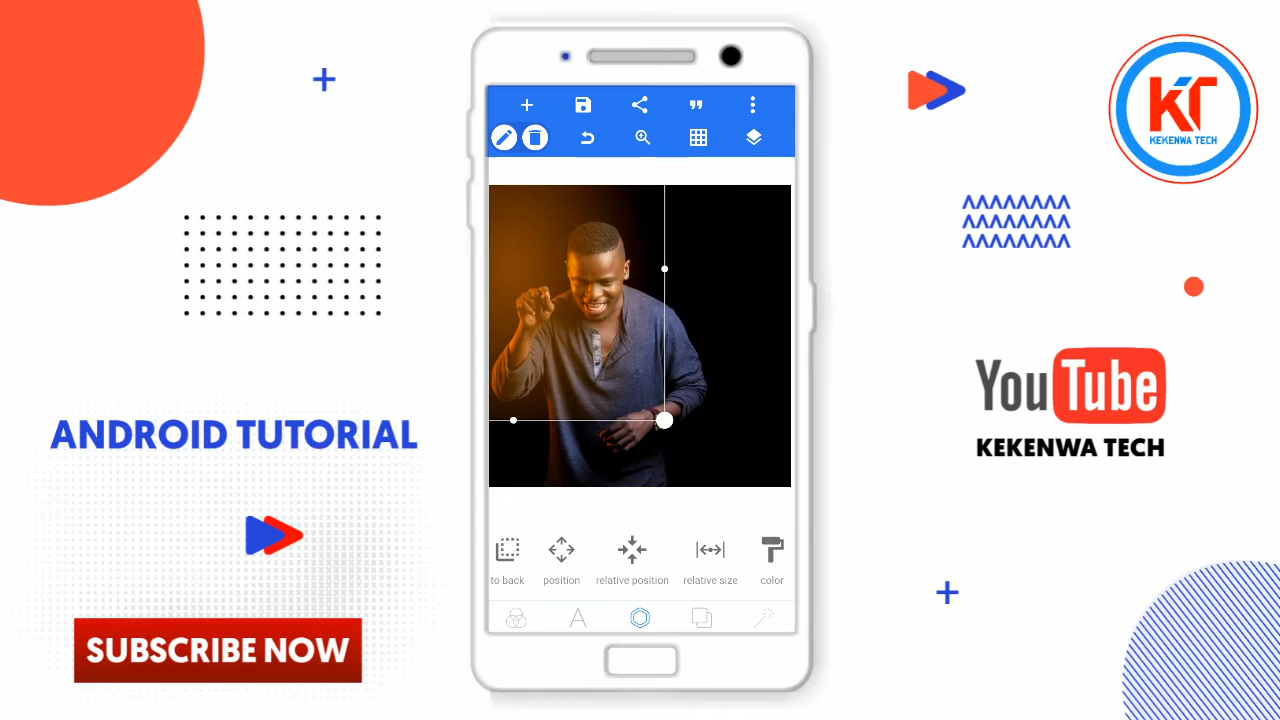 KT
KEKENWA TECH
ANDROID TUTORIAL
SUBSCRIBE NOW
to back
position
relative position
relative size
color
A
YouTube
KEKENWA TECH